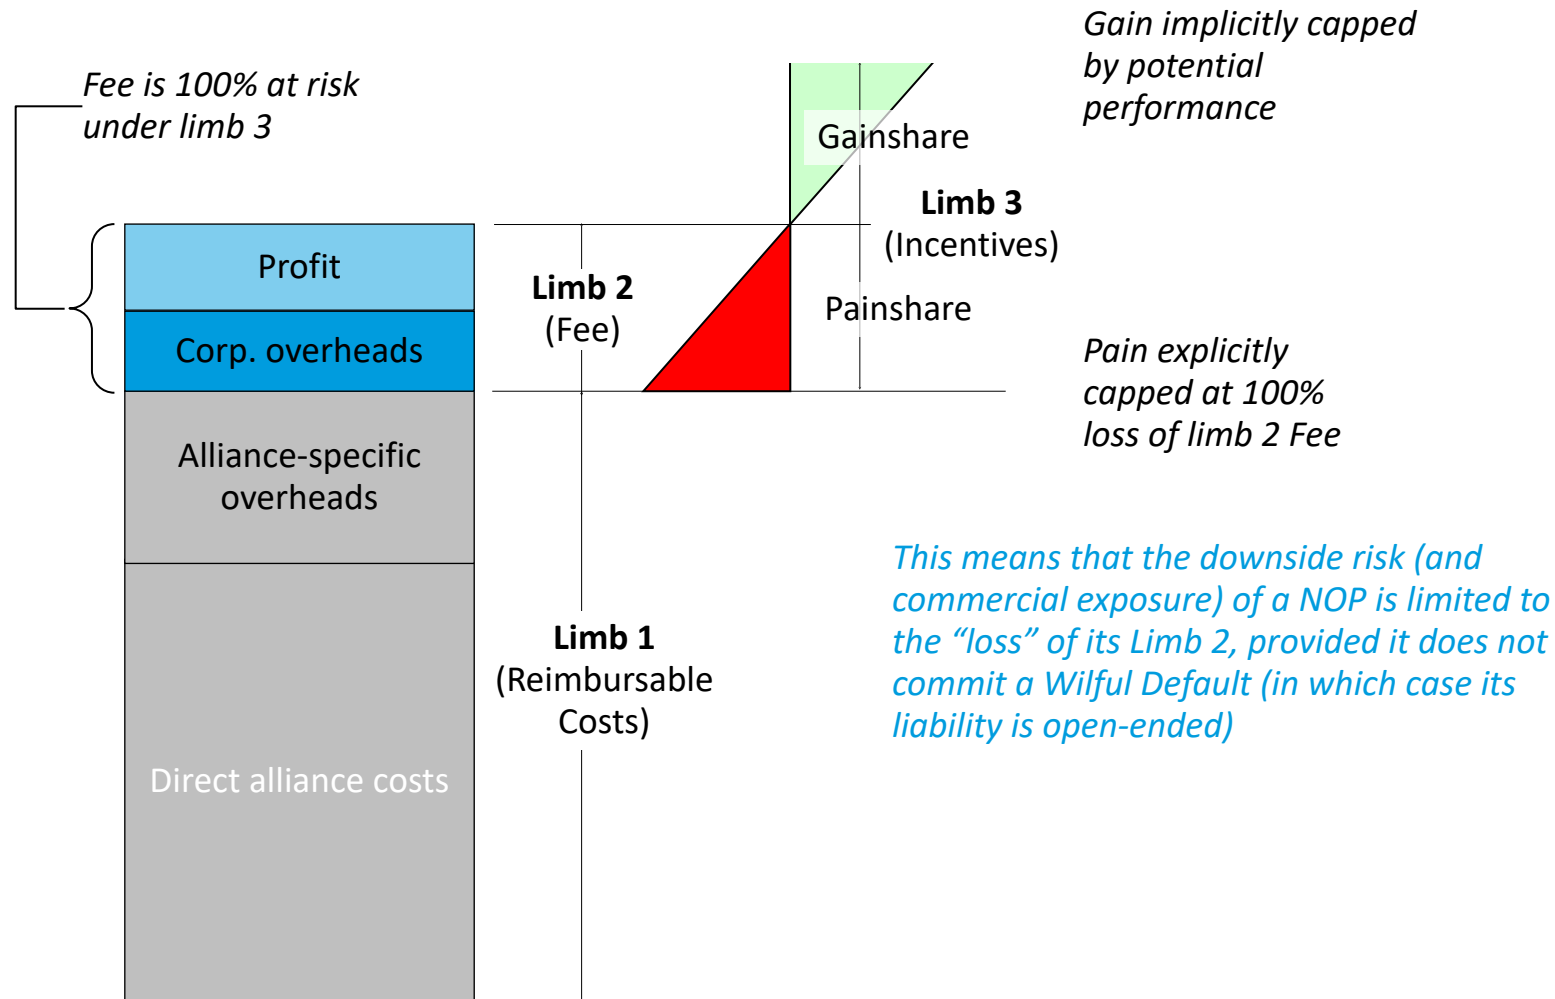 Fee is 100% at risk
under limb 3
Gain implicitly capped
by potential
performance
Gainshare
Limb 3
(Incentives)
Profit
Limb 2
(Fee)
Painshare
Corp. overheads
Pain explicitly
capped at 100%
loss of limb 2 Fee
Alliance-specific
overheads
This means that the downside risk (and
commercial exposure) of a NOP is limited to
the “loss” of its Limb 2, provided it does not
commit a Wilful Default (in which case its
liability is open-ended)
Limb 1
(Reimbursable
Costs)
Direct alliance costs